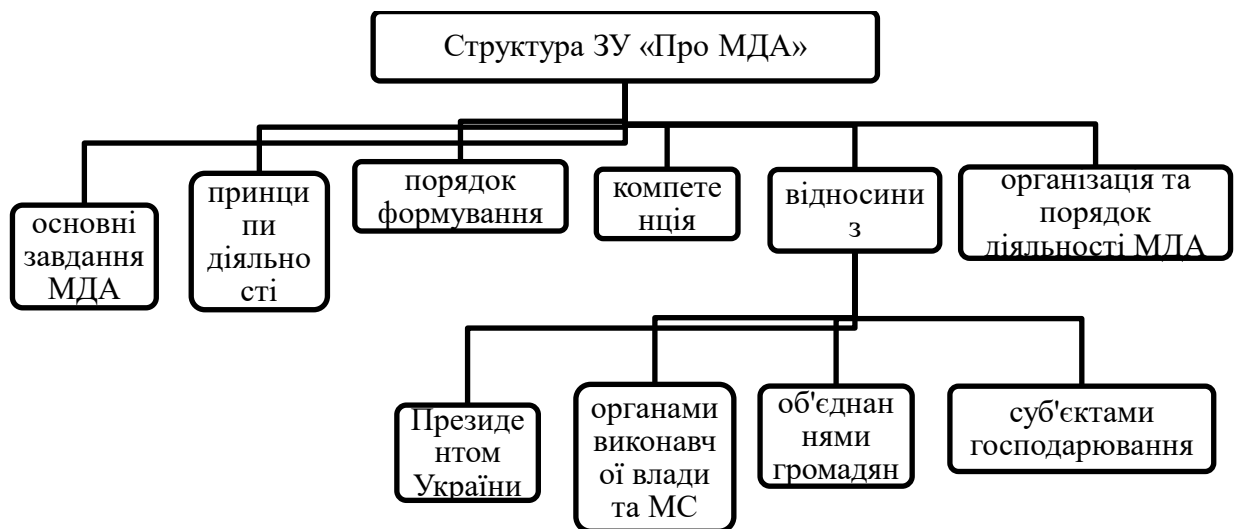 Структура ЗУ «Про МДА»
основні
завдання
МДА
принци
пи
діяльно
сті
порядок
формування
компете
нція
відносини
з
організація та
порядок
діяльності МДА
Президе
нтом
України
органами
виконавч
ої влади
та МС
об'єднан
нями
громадян
суб'єктами
господарювання